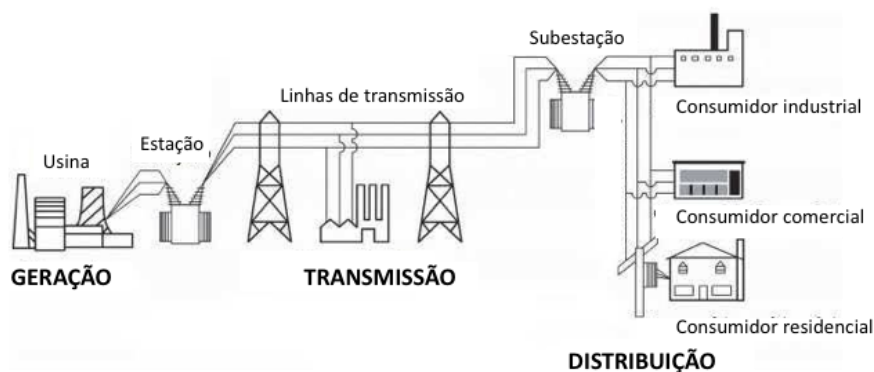 Subestação
Linhas de transmissão
Consumidor industrial
Estação
Usina
Consumidor comercial
GERAÇÃO
TRANSMISSÃO
Consumidor residencial
DISTRIBUIÇÃO